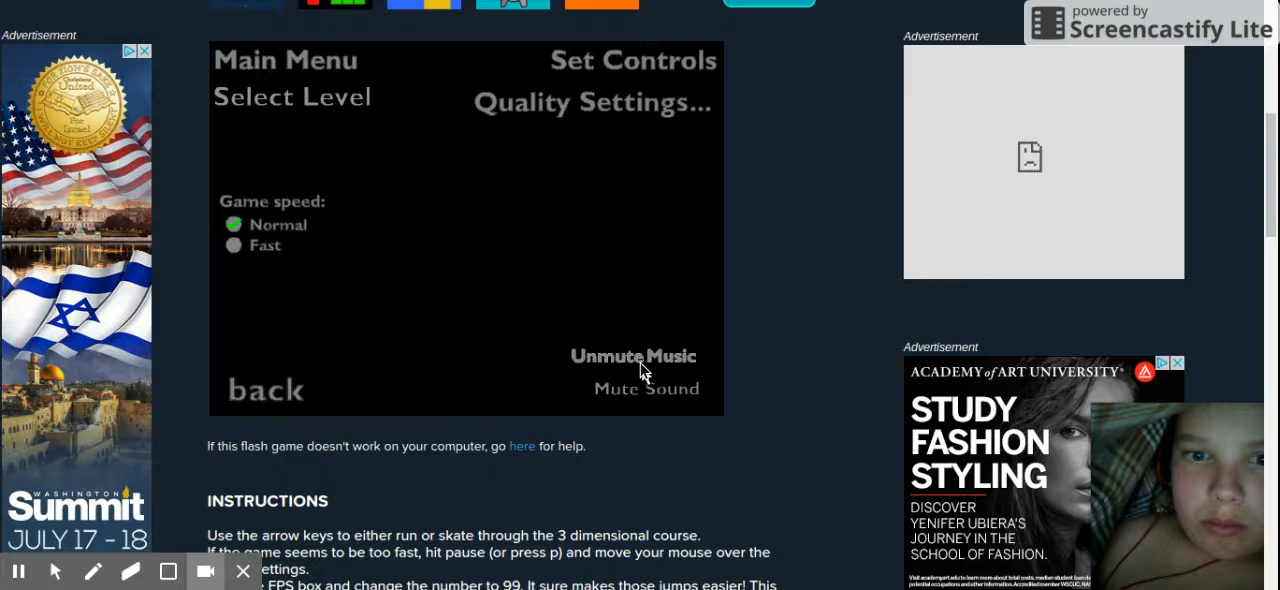 powered by
Screencastify Lite
Advertisement
Christians
United
For
Israel
WASHINGTON
Summit
JULY 17 - 18
Main Menu
Set Controls
Select Level
Quality Settings...
Game speed:
Normal
Fast
Unmute Music
Mute Sound
back
If this flash game doesn't work on your computer, go here for help.
INSTRUCTIONS
Use the arrow keys to either run or skate through the 3 dimensional course.
If the game seems to be too fast, hit pause (or press p) and move your mouse over the
ettings.
FPS box and change the number to 99. It sure makes those jumps easier! This
Advertisement
Advertisement
ACADEMY of ART UNIVERSITY
STUDY
FASHION
STYLING
DISCOVER
YENIFER UBIERA'S
JOURNEY IN THE
SCHOOL OF FASHION.